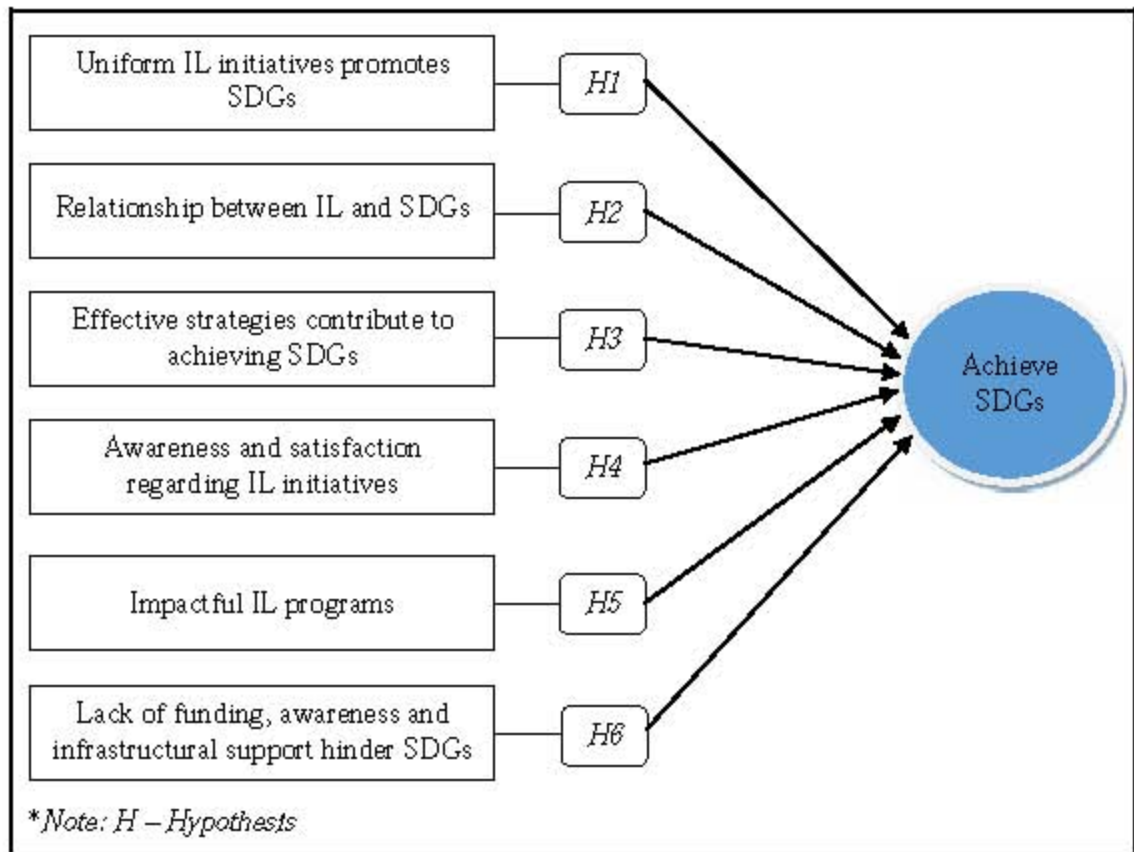 Uniform IL initiatives promotes
SDGs
H1
Relationship between IL and SDGs
H2
Effective strategies contribute to
achieving SDGs
H3
Awareness and satisfaction
regarding IL initiatives
H4
Impactful IL programs
H5
Lack of funding, awareness and
infrastructural support hinder SDGs
H6
Achieve
SDGs
*Note: H – Hypothesis